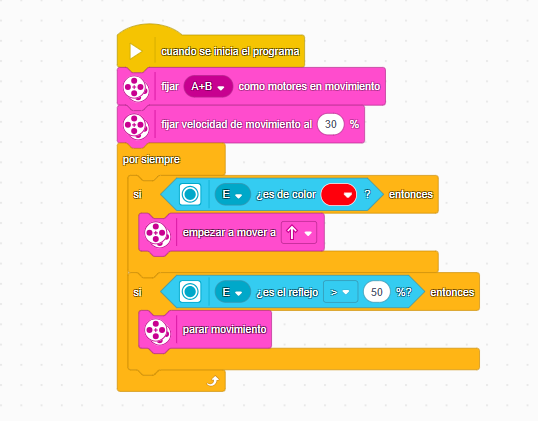 cuando se inicia el programa
fijar A+B como motores en movimiento
fijar velocidad de movimiento al 30 %
por siempre
si E ¿es de color ? entonces
empezar a mover a
si E ¿es el reflejo > 50 %? entonces
parar movimiento